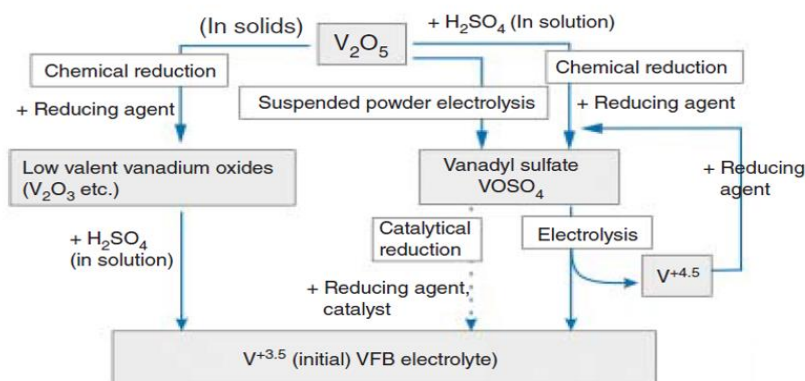 (In solids)
V₂O₅
+ H₂SO₄ (In solution)
Chemical reduction
Chemical reduction
Suspended powder electrolysis
+ Reducing agent
+ Reducing agent
Low valent vanadium oxides
(V₂O₃ etc.)
Vanadyl sulfate
VOSO₄
+ Reducing
agent
+ H₂SO₄
(in solution)
Catalytical
reduction
Electrolysis
V⁺⁴·⁵
+ Reducing agent,
catalyst
V⁺³·⁵ (initial) VFB electrolyte)